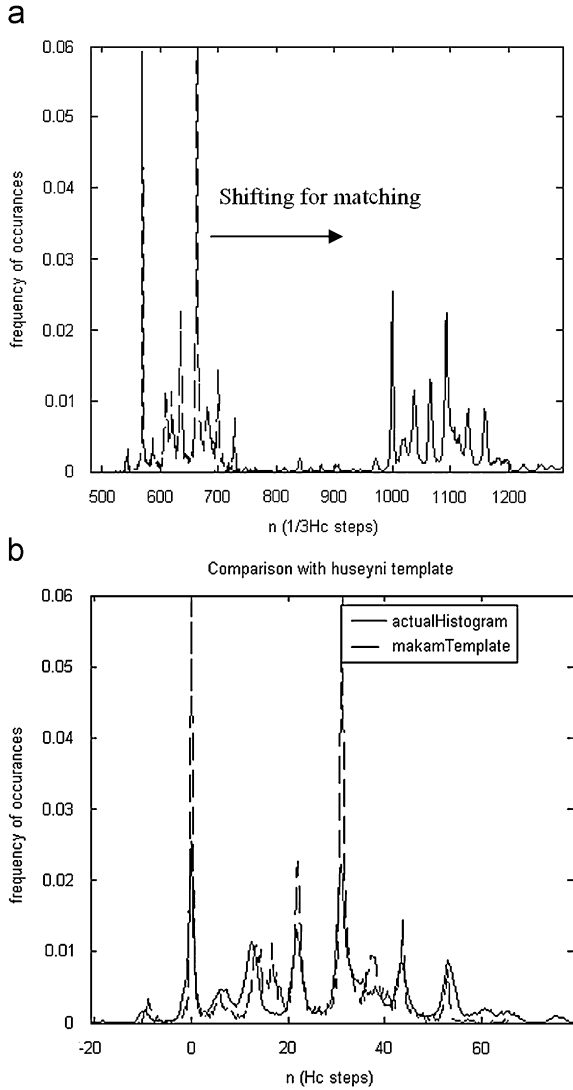 a
0.06
0.05
0.04
0.03
0.02
0.01
0
frequency of occurances
Shifting for matching
500 600 700 800 900 1000 1100 1200
n (1/3Hc steps)
b
Comparison with huseyni template
0.06
0.05
0.04
0.03
0.02
0.01
0
frequency of occurances
actualHistogram
makamTemplate
-20 0 20 40 60
n (Hc steps)